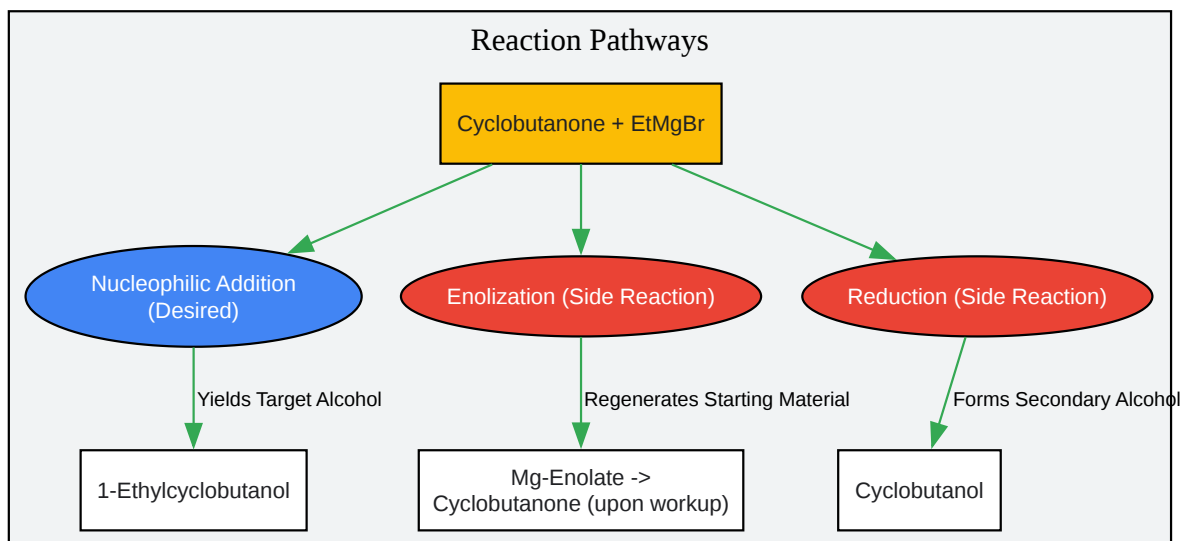 Reaction Pathways
Cyclobutanone + EtMgBr
Nucleophilic Addition
(Desired)
Enolization (Side Reaction)
Reduction (Side Reaction)
Yields Target Alcohol
Regenerates Starting Material
Forms Secondary Alcohol
1-Ethylcyclobutanol
Mg-Enolate ->
Cyclobutanone (upon workup)
Cyclobutanol